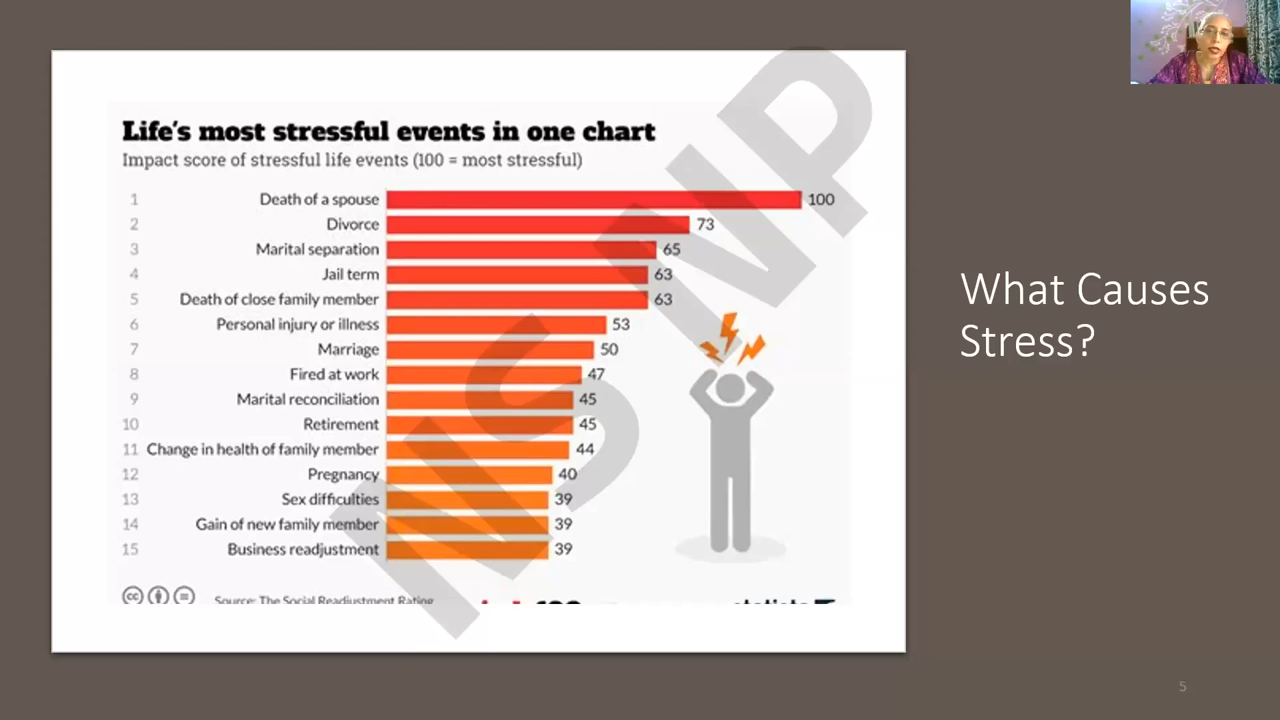 Life's most stressful events in one chart
Impact score of stressful life events (100 = most stressful)
1 Death of a spouse 100
2 Divorce 73
3 Marital separation 65
4 Jail term 63
5 Death of close family member 63
6 Personal injury or illness 53
7 Marriage 50
8 Fired at work 47
9 Marital reconciliation 45
10 Retirement 45
11 Change in health of family member 44
12 Pregnancy 40
13 Sex difficulties 39
14 Gain of new family member 39
15 Business readjustment 39
Source: The Social Readjustment Rating
NS NP
What Causes
Stress?
5